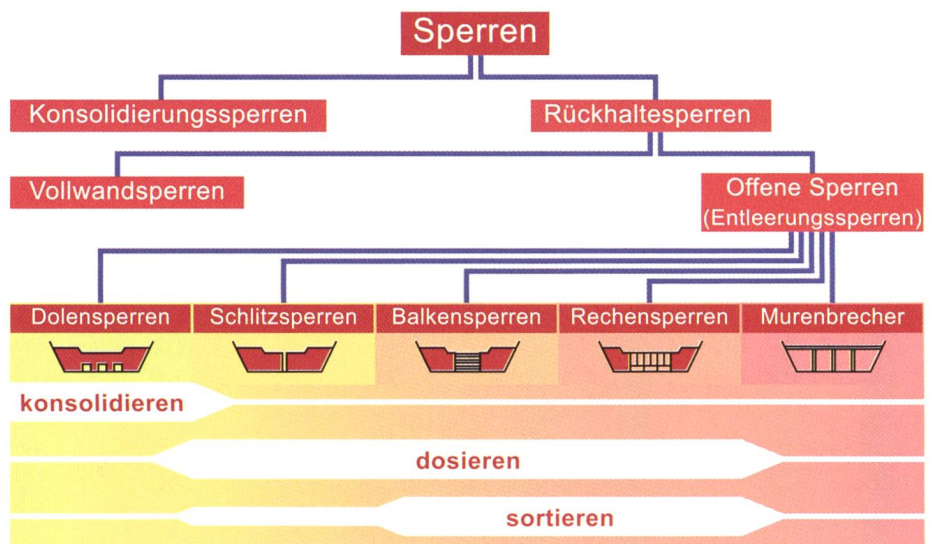 Sperren
Konsolidierungssperren
Rückhaltesperren
Vollwandsperren
Offene Sperren
(Entleerungssperren)
Dolensperren
Schlitzsperren
Balkensperren
Rechensperren
Murenbrecher
konsolidieren
dosieren
sortieren